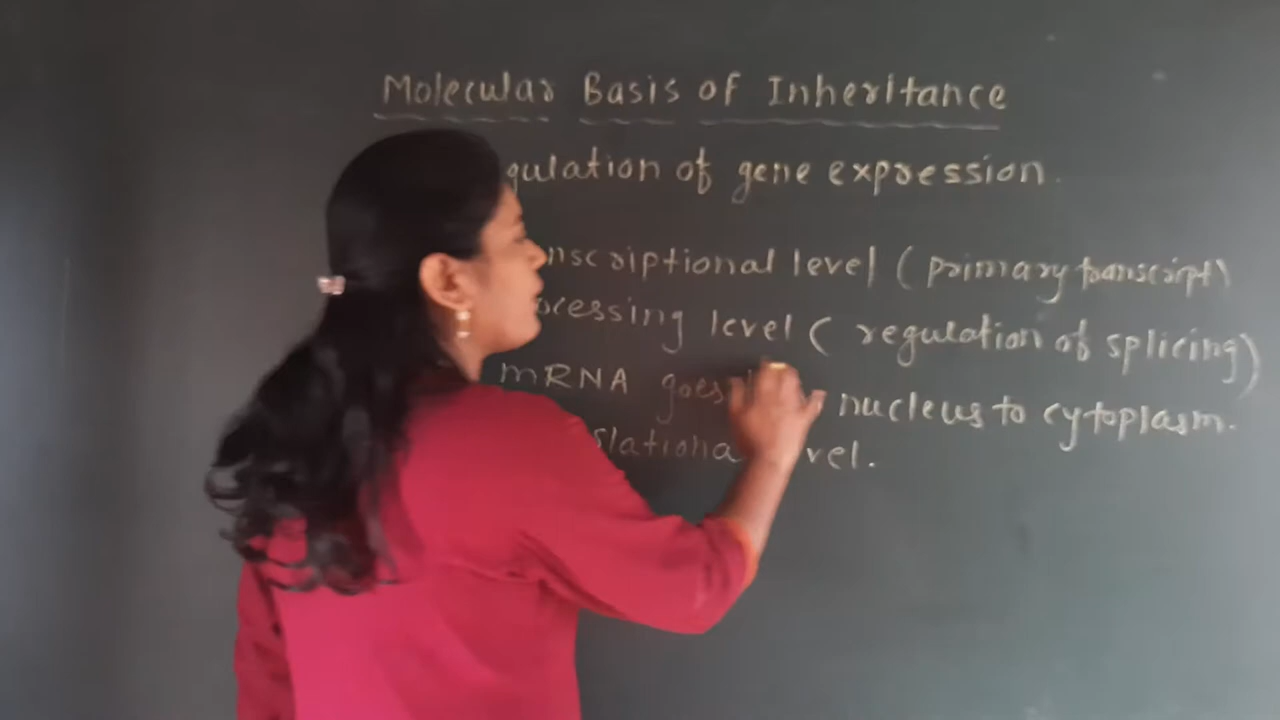 Molecular Basis of Inheritance
gulation of gene expression.
nscriptional level (primary transcript)
ocessing level ( regulation of splicing)
mRNA goes nucleus to cytoplasm.
slationa vel.